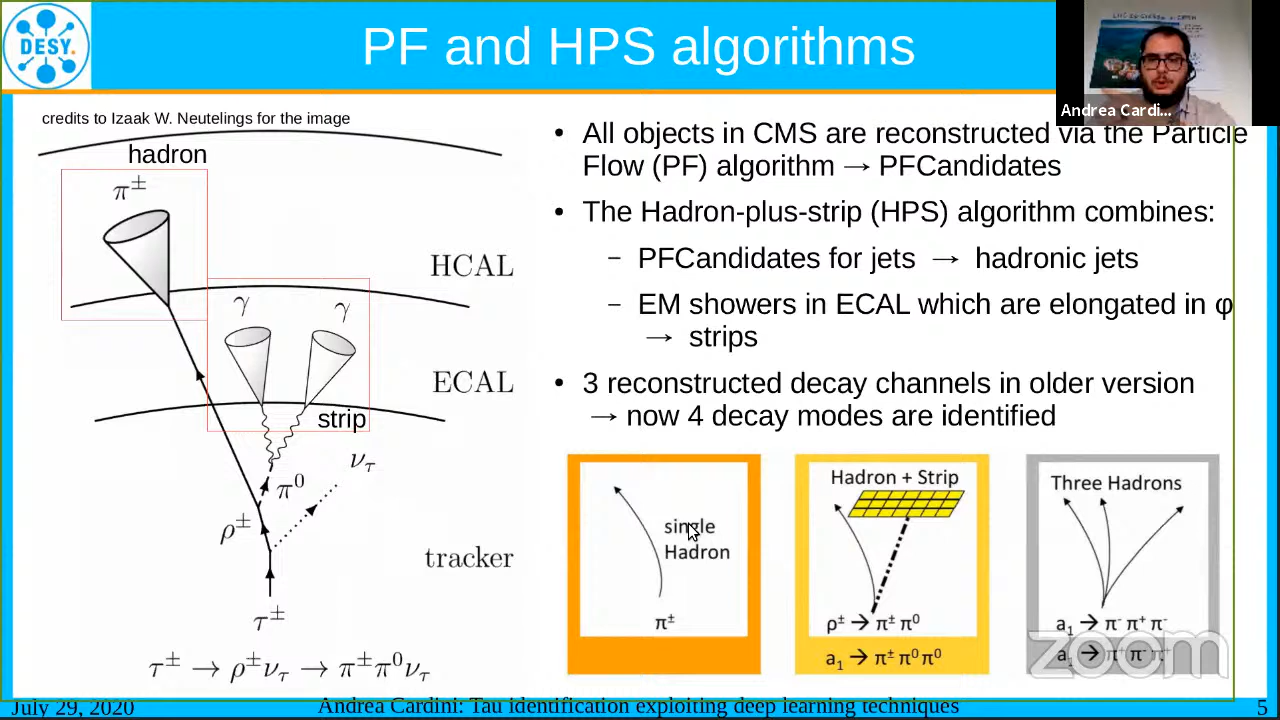 DESY.
PF and HPS algorithms
Andrea Cardi...
credits to Izaak W. Neutelings for the image
hadron
π±
HCAL
γ
γ
ECAL
strip
ντ
π0
ρ±
tracker
τ±
τ± → ρ±ντ → π±π0ντ
• All objects in CMS are reconstructed via the Particle
Flow (PF) algorithm → PFCandidates
• The Hadron-plus-strip (HPS) algorithm combines:
– PFCandidates for jets → hadronic jets
– EM showers in ECAL which are elongated in φ
→ strips
• 3 reconstructed decay channels in older version
→ now 4 decay modes are identified
single
Hadron
π±
Hadron + Strip
ρ± → π± π0
a1 → π± π0 π0
Three Hadrons
a1 → π- π+ π-
a1 → π+ π- π+
zoom
July 29, 2020
Andrea Cardini: Tau identification exploiting deep learning techniques
5